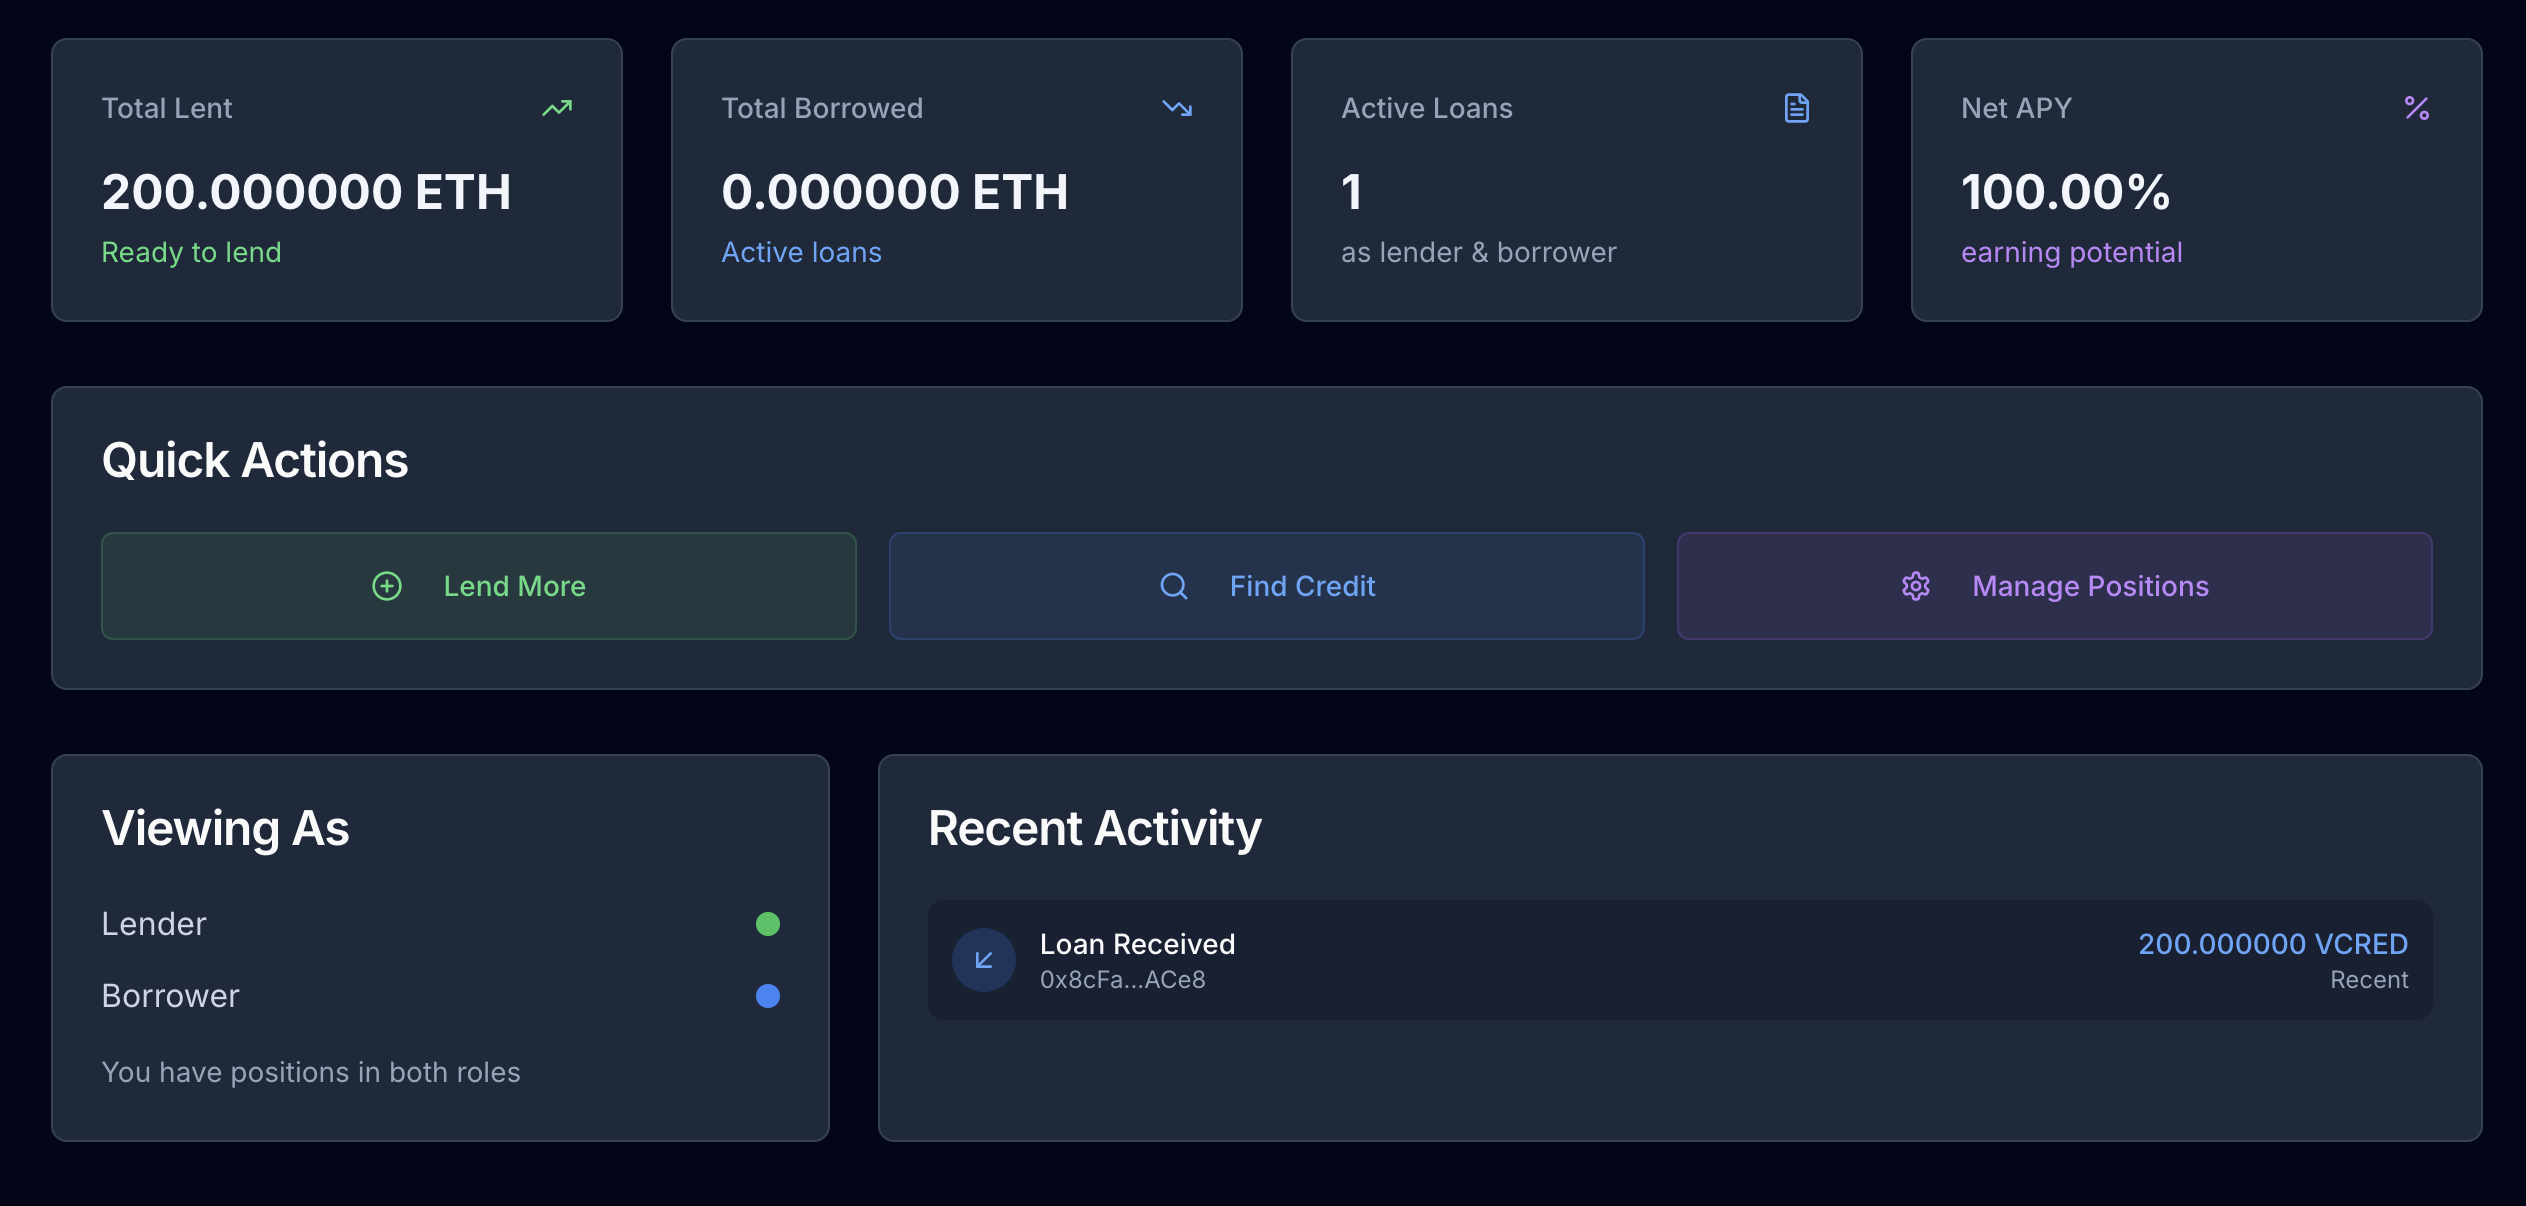 Total Lent
200.000000 ETH
Ready to lend
Total Borrowed
0.000000 ETH
Active loans
Active Loans
1
as lender & borrower
Net APY
100.00%
earning potential
Quick Actions
Lend More
Find Credit
Manage Positions
Viewing As
Lender
Borrower
You have positions in both roles
Recent Activity
Loan Received
0x8cFa...ACe8
200.000000 VCRED
Recent